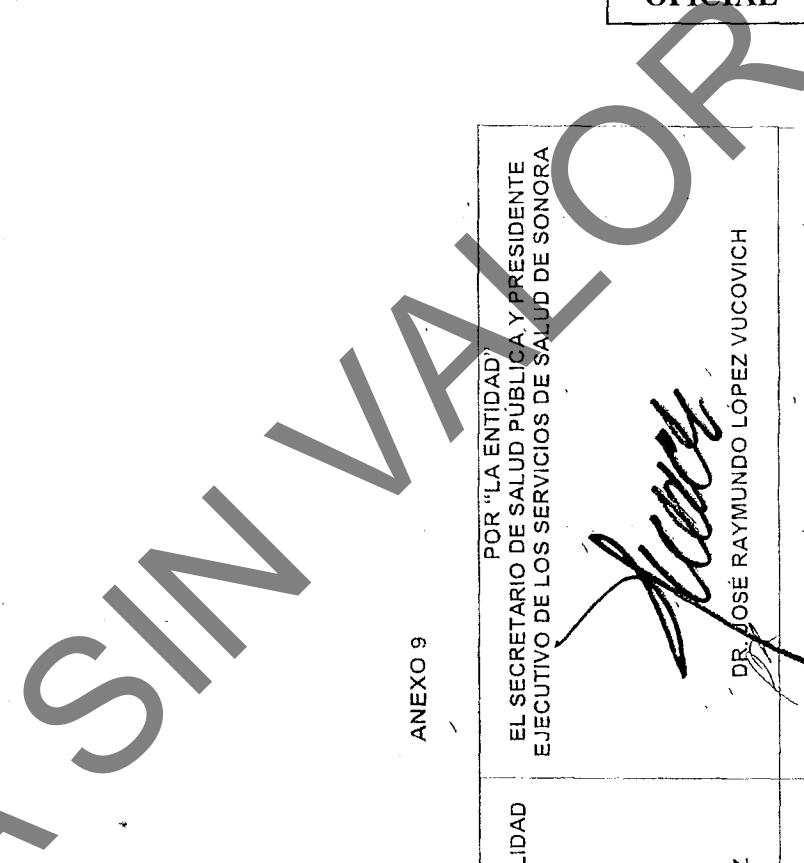 OFICIAL
SIN VALOR
ANEXO 9
POR "LA ENTIDAD"
EL SECRETARIO DE SALUD PÚBLICA Y PRESIDENTE
EJECUTIVO DE LOS SERVICIOS DE SALUD DE SONORA
DR. JOSÉ RAYMUNDO LÓPEZ VUCOVICH